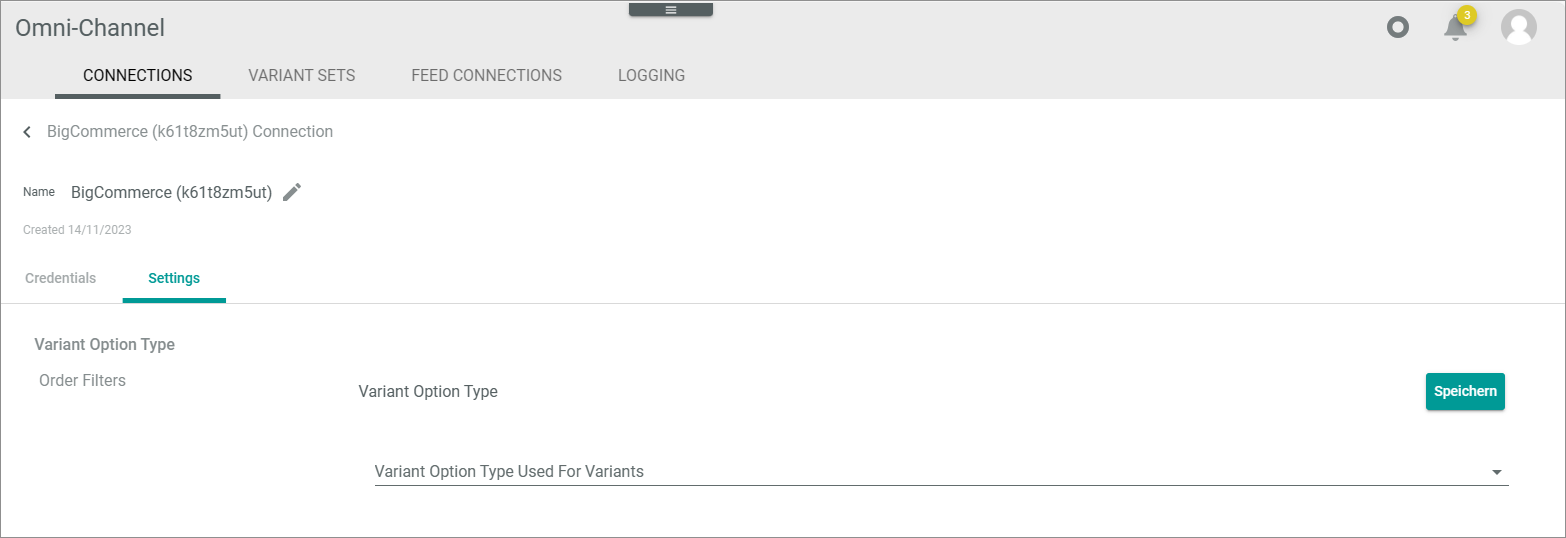 Omni-Channel
3
CONNECTIONS VARIANT SETS FEED CONNECTIONS LOGGING
BigCommerce (k61t8zm5ut) Connection
Name BigCommerce (k61t8zm5ut)
Created 14/11/2023
Credentials Settings
Variant Option Type
Order Filters
Variant Option Type
Speichern
Variant Option Type Used For Variants